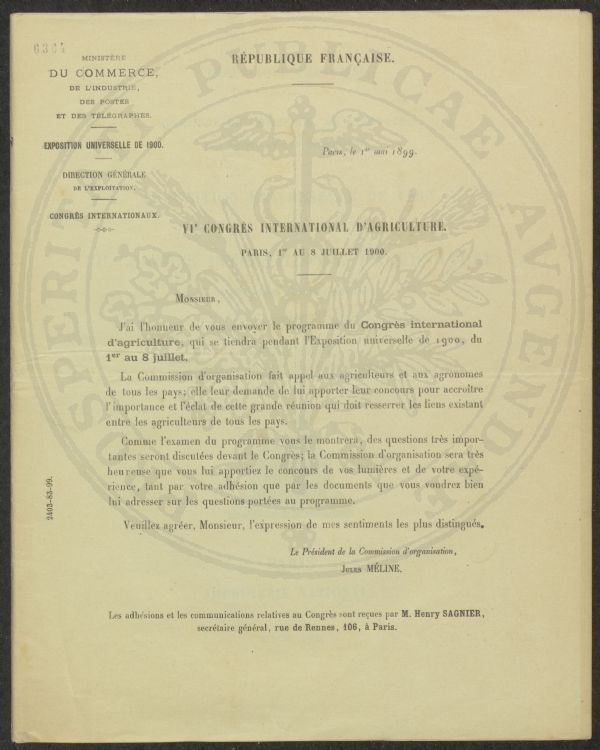 6304
MINISTÈRE
DU COMMERCE,
DE L'INDUSTRIE,
DES POSTES
ET DES TÉLÉGRAPHES.
EXPOSITION UNIVERSELLE DE 1900.
DIRECTION GÉNÉRALE
DE L'EXPLOITATION.
CONGRÈS INTERNATIONAUX.
RÉPUBLIQUE FRANÇAISE.
Paris, le 1er mai 1899.
VIe CONGRÈS INTERNATIONAL D'AGRICULTURE.
PARIS, 1er AU 8 JUILLET 1900.
MONSIEUR,
J'ai l'honneur de vous envoyer le programme du Congrès international
d'agriculture, qui se tiendra pendant l'Exposition universelle de 1900, du
1er au 8 juillet.
La Commission d'organisation fait appel aux agriculteurs et aux agronomes
de tous les pays; elle leur demande de lui apporter leur concours pour accroître
l'importance et l'éclat de cette grande réunion qui doit resserrer les liens existant
entre les agriculteurs de tous les pays.
Comme l'examen du programme vous le montrera, des questions très impor-
tantes seront discutées devant le Congrès; la Commission d'organisation sera très
heureuse que vous lui apportiez le concours de vos lumières et de votre expé-
rience, tant par votre adhésion que par les documents que vous voudrez bien
lui adresser sur les questions portées au programme.
Veuillez agréer, Monsieur, l'expression de mes sentiments les plus distingués.
Le Président de la Commission d'organisation,
JULES MÉLINE.
Les adhésions et les communications relatives au Congrès sont reçues par M. Henry SAGNIER,
secrétaire général, rue de Rennes, 106, à Paris.
2403-83-99.
PUBLICAE
AVGENDO